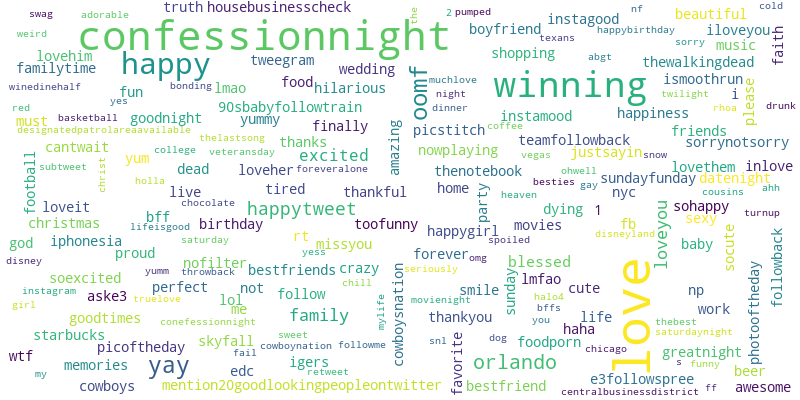 swag
adorable
truth
housebusinesscheck
the
2
pumped
nf
happybirthday
cold
weird
confessionnight
boyfriend
instagood
texans
beautiful
iloveyou
sorry
music
faith
lovehim
tweegram
wedding
shopping
abgt
thewalkingdead
familytime
happy
food
hilarious
oomf
muchlove
winning
ismoothrun
please
winedinehalf
fun
bonding
lmao
night
twilight
i
red
yes
90sbabyfollowtrain
dinner
instamood
happiness
rhoa
drunk
must
basketball
goodnight
yummy
finally
amazing
picstitch
coffee
teamfollowback
friends
designatedpatrolareaavailable
thelastsong
thanks
nowplaying
vegas
justsayin
snow
sorrynotsorry
cantwait
college
veteransday
excited
football
subtweet
christ
yum
dead
loveher
foreveralone
thenotebook
ohwell
lovethem
inlove
holla
live
tired
thankful
home
besties
gay
sundayfunday
datenight
cousins
ahh
loveit
chocolate
happytweet
party
heaven
nyc
1
sohappy
turnup
christmas
bff
lifeisgood
birthday
toofunny
happygirl
movies
dying
fb
loveyou
sexy
god
iphonesia
saturday
rt
missyou
spoiled
disneyland
baby
socute
followback
disney
proud
nofilter
yess
forever
omg
blessed
soexcited
yumm
throwback
bestfriends
crazy
chill
cowboysnation
seriously
sunday
lmfao
cute
love
photooftheday
instagram
aske3
perfect
not
follow
smile
halo4
np
girl
truelove
lol
me
family
mylife
movienight
bffs
work
goodtimes
conefessionnight
thankyou
you
life
thebest
starbucks
skyfall
sweet
haha
saturdaynight
wtf
picoftheday
cowboynation
followme
snl
dog
foodporn
chicago
greatnight
memories
yay
fail
igers
favorite
orlando
s
funny
my
edc
retweet
e3followspree
beer
cowboys
mention20goodlookingpeopleontwitter
bestfriend
centralbusinessdistrict
ff
awesome